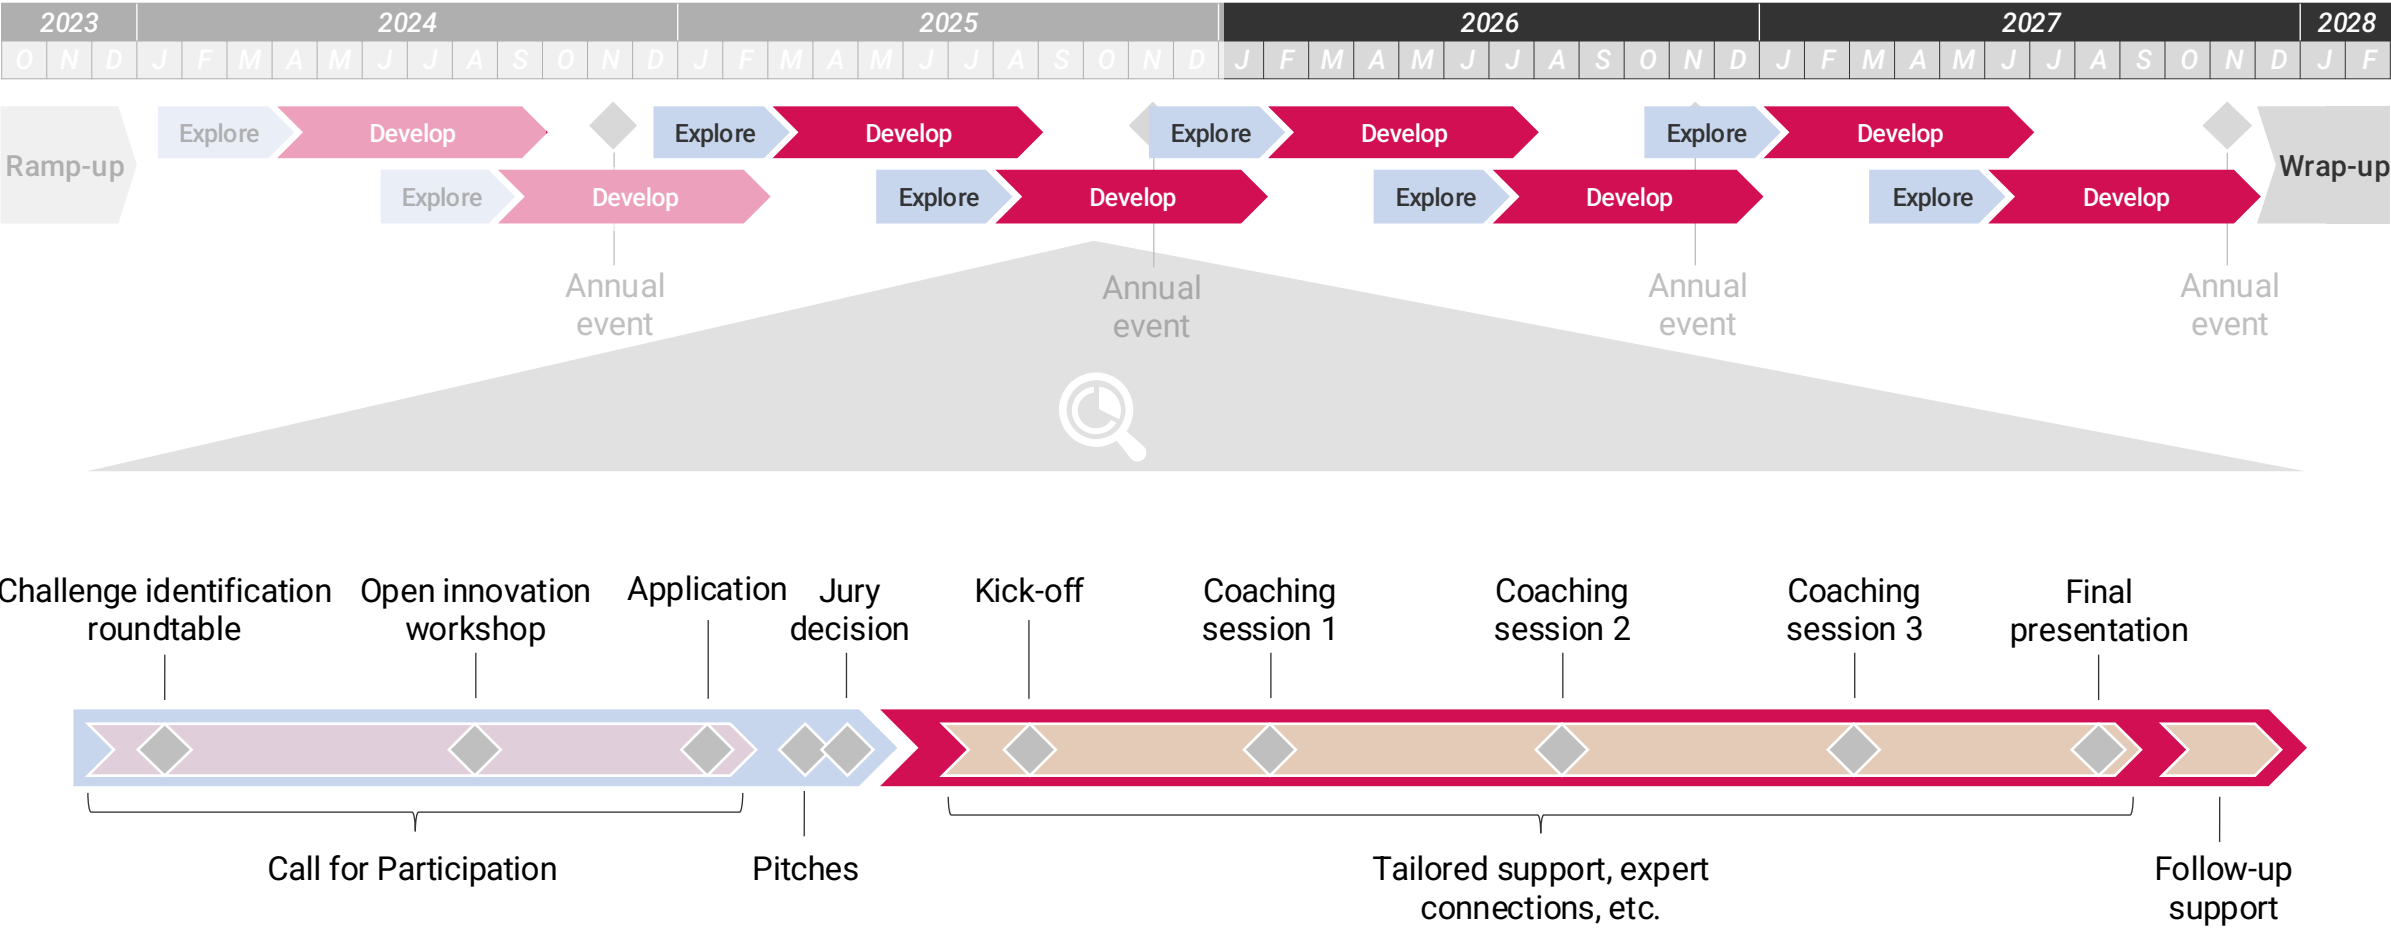 2023 2024 2025 2026 2027 2028
O N D J F M A M J J A S O N D J F M A M J J A S O N D J F M A M J J A S O N D J F M A M J J A S O N D J F
Explore Develop Explore Develop Explore Develop Explore Develop
Ramp-up Wrap-up
Explore Develop Explore Develop Explore Develop Explore Develop
Annual
event
Annual
event
Annual
event
Annual
event
Challenge identification
roundtable
Open innovation
workshop
Application
Jury
decision
Kick-off
Coaching
session 1
Coaching
session 2
Coaching
session 3
Final
presentation
Call for Participation
Pitches
Tailored support, expert
connections, etc.
Follow-up
support